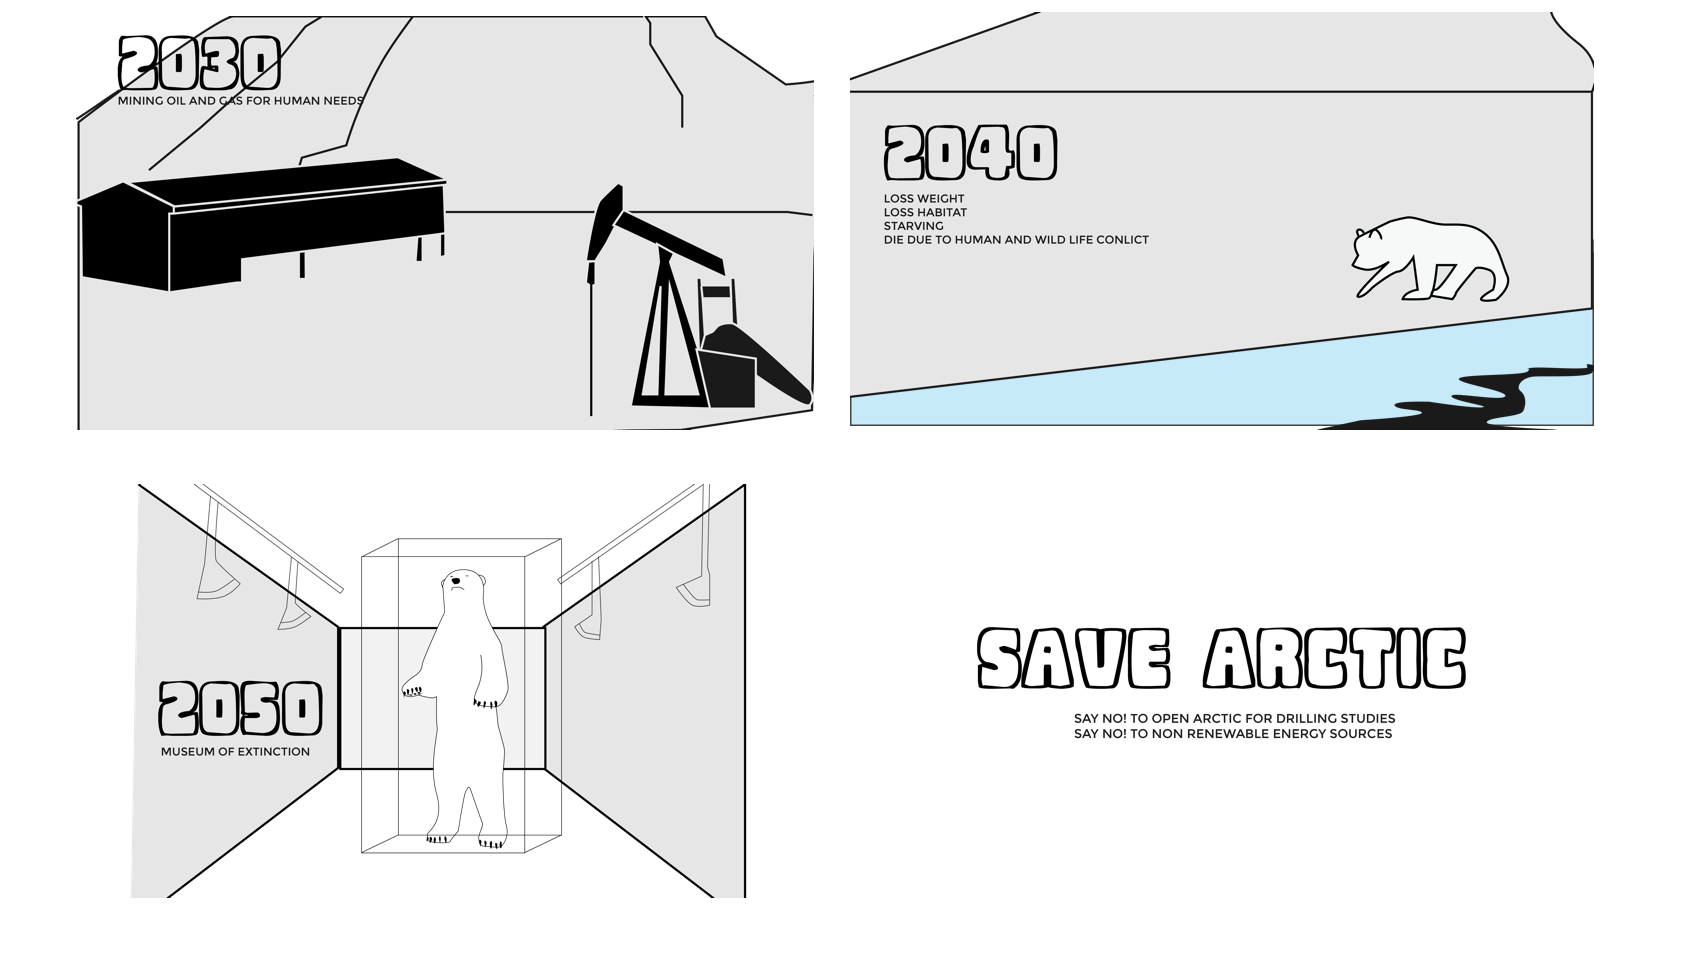 2030
MINING OIL AND GAS FOR HUMAN NEEDS
2040
LOSS WEIGHT
LOSS HABITAT
STARVING
DIE DUE TO HUMAN AND WILD LIFE CONLICT
2050
MUSEUM OF EXTINCTION
SAVE ARCTIC
SAY NO! TO OPEN ARCTIC FOR DRILLING STUDIES
SAY NO! TO NON RENEWABLE ENERGY SOURCES